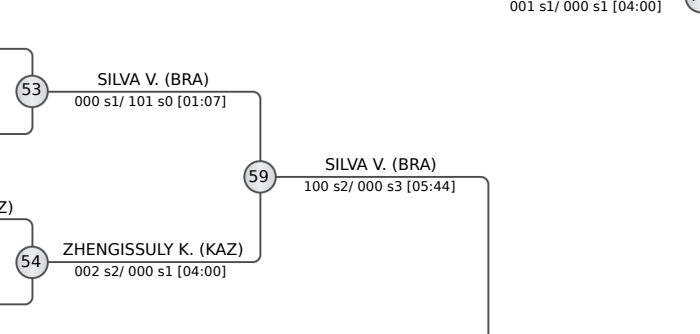 001 s1/ 000 s1 [04:00]
SILVA V. (BRA)
53
000 s1/ 101 s0 [01:07]
SILVA V. (BRA)
59
100 s2/ 000 s3 [05:44]
Z)
ZHENGISSULY K. (KAZ)
54
002 s2/ 000 s1 [04:00]